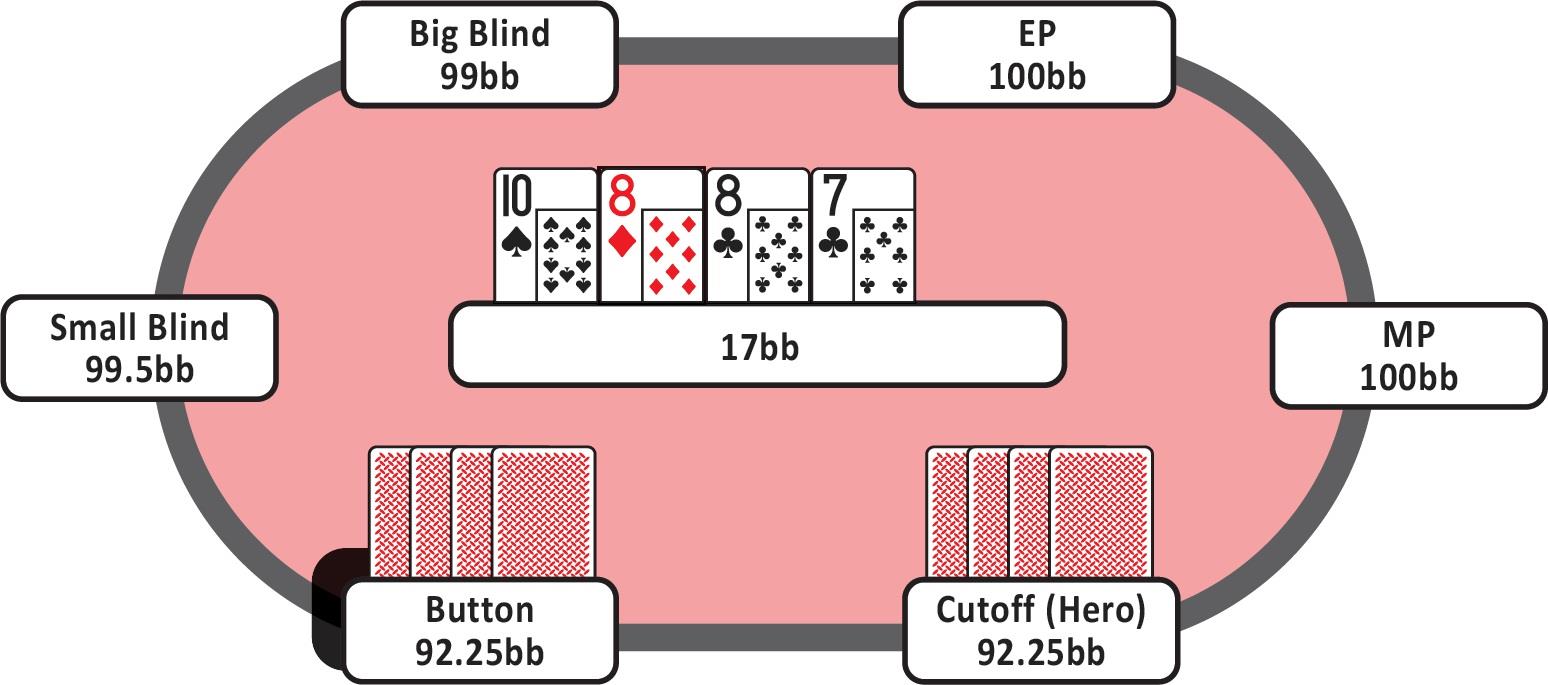 Big Blind
99bb
EP
100bb
10
8
8
7
Small Blind
99.5bb
17bb
MP
100bb
Button
92.25bb
Cutoff (Hero)
92.25bb